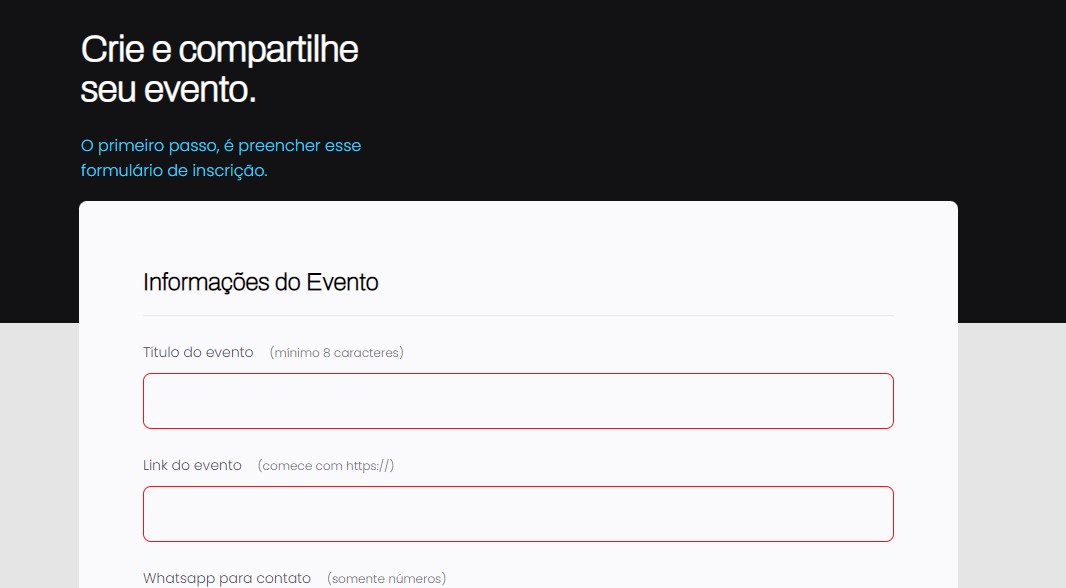 Crie e compartilhe
seu evento.
O primeiro passo, é preencher esse
formulário de inscrição.
Informações do Evento
Título do evento (mínimo 8 caracteres)
Link do evento (comece com https://)
Whatsapp para contato (somente números)